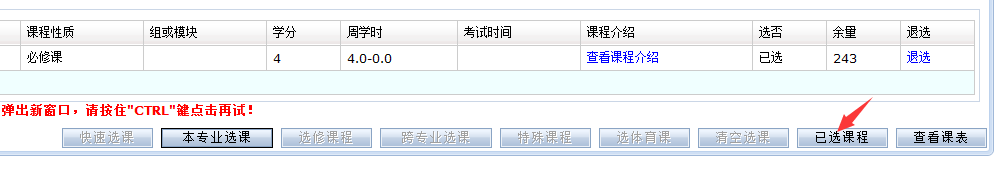 课程性质 组或模块 学分 周学时 考试时间 课程介绍 选否 余量 退选
必修课 4 4.0-0.0 查看课程介绍 已选 243 退选
弹出新窗口，请按住"CTRL"键点击再试！
快速选课 本专业选课 选修课程 跨专业选课 特殊课程 选体育课 清空选课 已选课程 查看课表